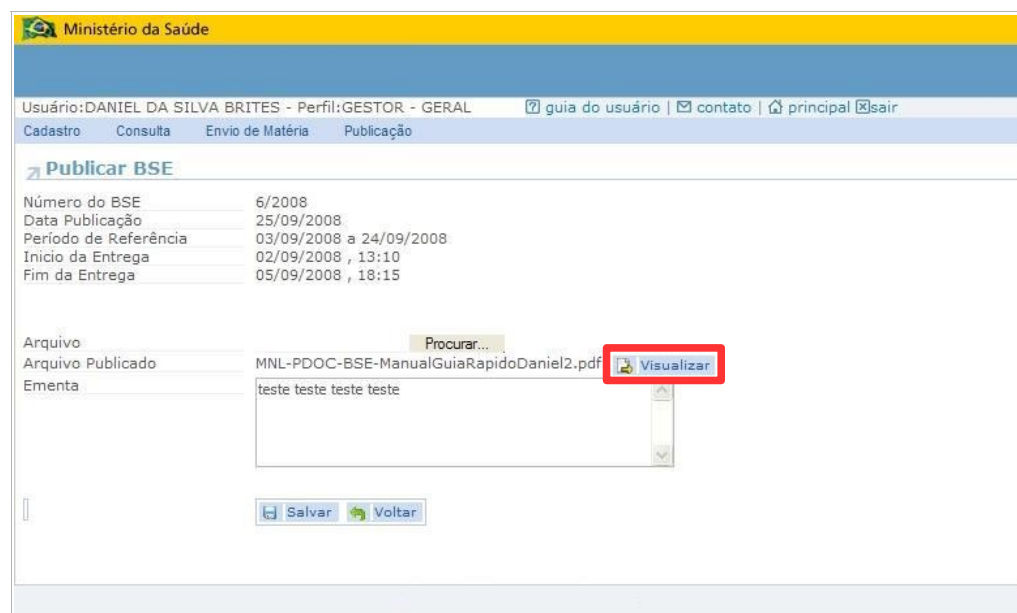 Ministério da Saúde
Usuário:DANIEL DA SILVA BRITES - Perfil:GESTOR - GERAL guia do usuário | contato | principal sair
Cadastro Consulta Envio de Matéria Publicação
Publicar BSE
Número do BSE 6/2008
Data Publicação 25/09/2008
Período de Referência 03/09/2008 a 24/09/2008
Inicio da Entrega 02/09/2008 , 13:10
Fim da Entrega 05/09/2008 , 18:15
Arquivo Procurar...
Arquivo Publicado MNL-PDOC-BSE-ManualGuiaRapidoDaniel2.pdf Visualizar
Ementa teste teste teste teste
Salvar Voltar